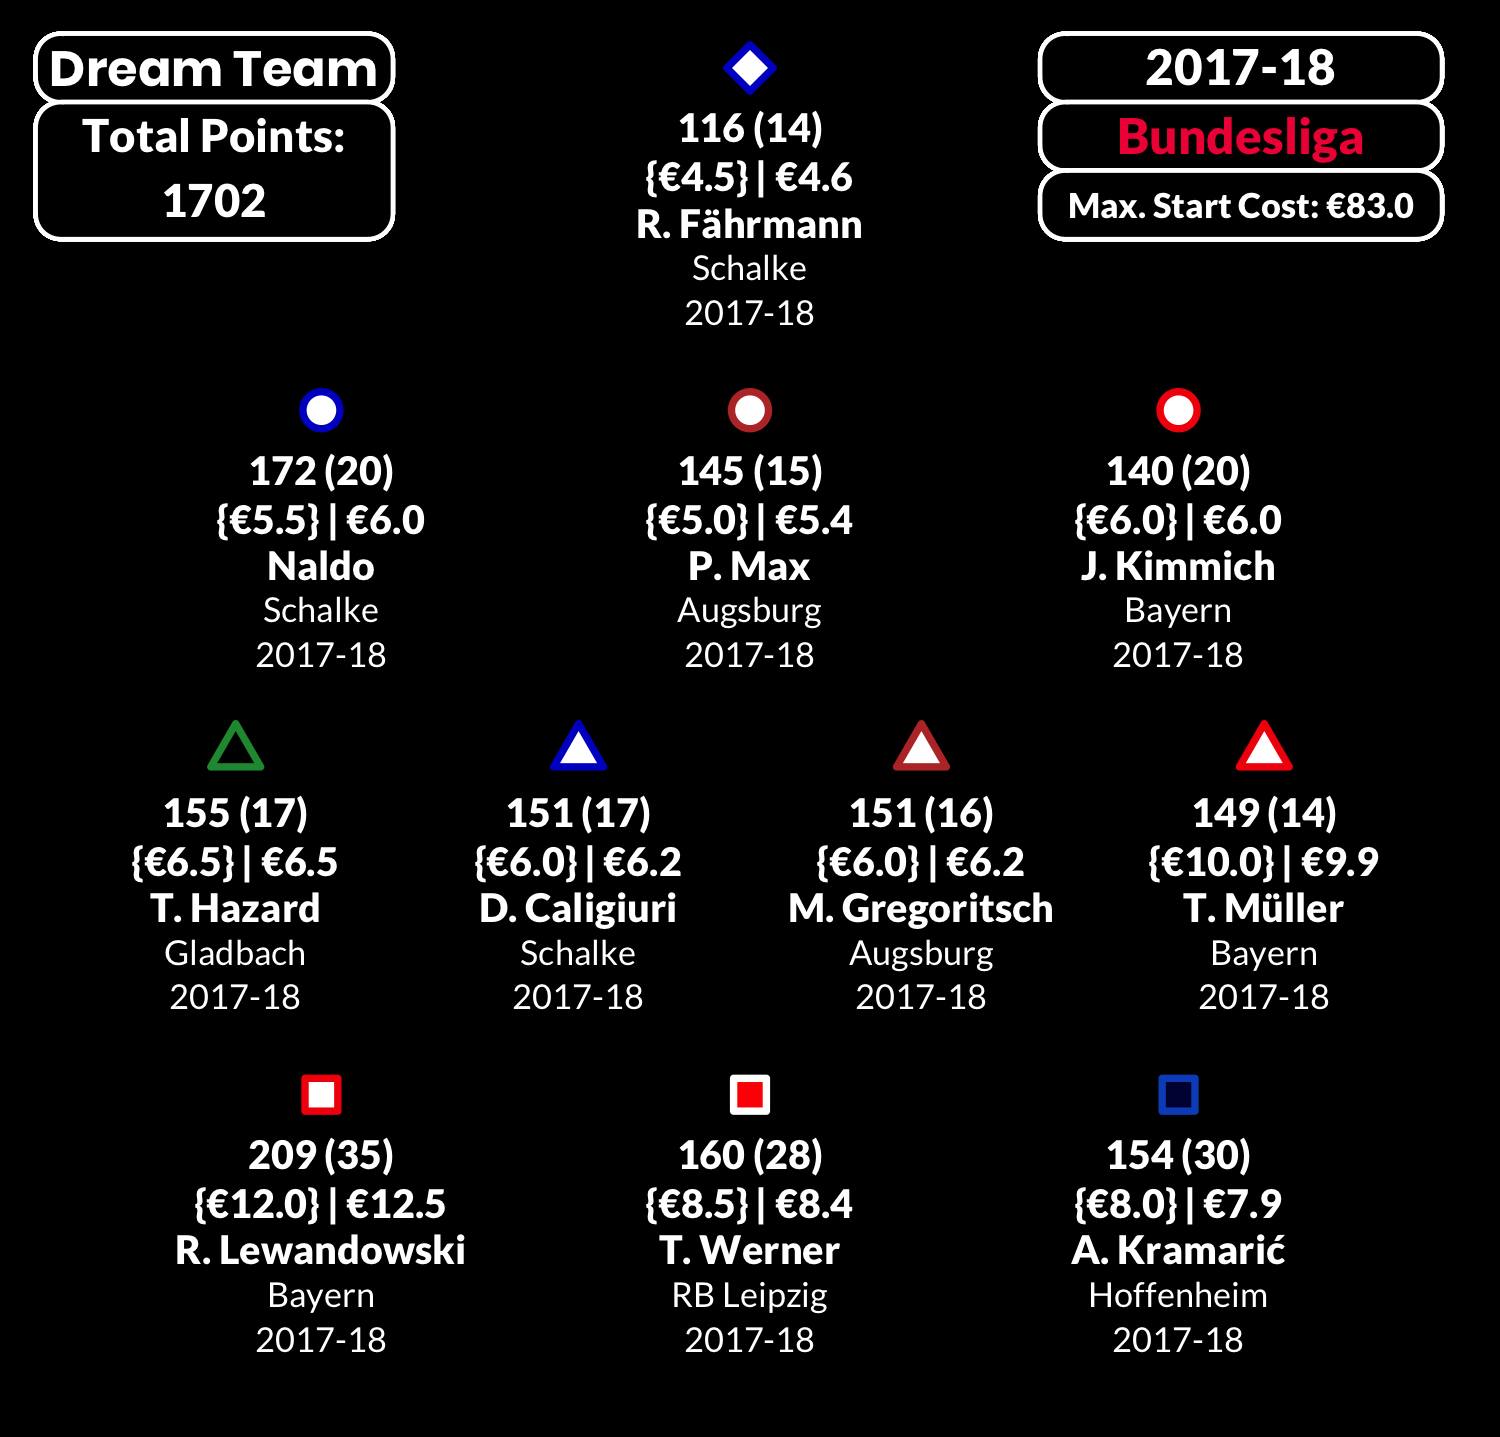 Dream Team
Total Points:
1702
2017-18
Bundesliga
Max. Start Cost: €83.0
116 (14)
{€4.5} | €4.6
R. Fährmann
Schalke
2017-18
172 (20)
{€5.5} | €6.0
Naldo
Schalke
2017-18
145 (15)
{€5.0} | €5.4
P. Max
Augsburg
2017-18
140 (20)
{€6.0} | €6.0
J. Kimmich
Bayern
2017-18
155 (17)
{€6.5} | €6.5
T. Hazard
Gladbach
2017-18
151 (17)
{€6.0} | €6.2
D. Caligiuri
Schalke
2017-18
151 (16)
{€6.0} | €6.2
M. Gregoritsch
Augsburg
2017-18
149 (14)
{€10.0} | €9.9
T. Müller
Bayern
2017-18
209 (35)
{€12.0} | €12.5
R. Lewandowski
Bayern
2017-18
160 (28)
{€8.5} | €8.4
T. Werner
RB Leipzig
2017-18
154 (30)
{€8.0} | €7.9
A. Kramarić
Hoffenheim
2017-18